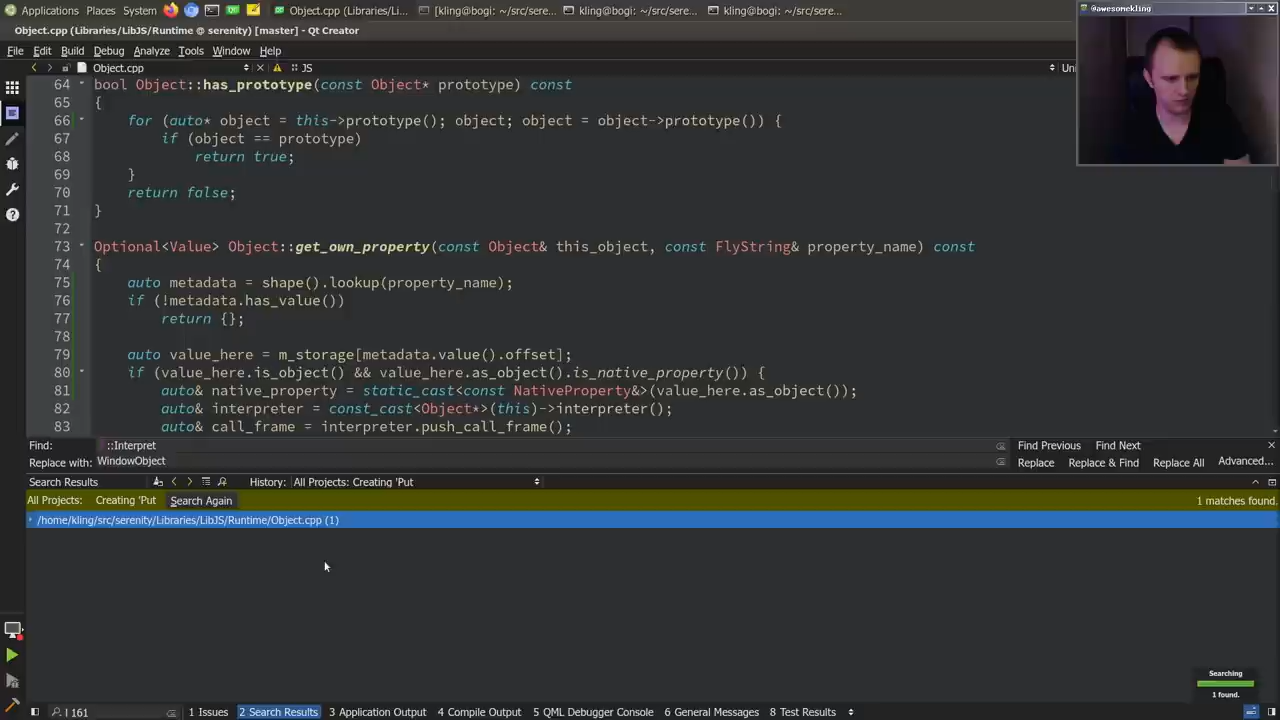 Applications Places System Object.cpp (Libraries/Li... [kling@bogi: ~/src/sere... kling@bogi: ~/src/sere... kling@bogi: ~/src/sere...
@awesomekling
Object.cpp (Libraries/LibJS/Runtime @ serenity) [master] - Qt Creator
File Edit Build Debug Analyze Tools Window Help
Object.cpp JS
64 bool Object::has_prototype(const Object* prototype) const
65 {
66 for (auto* object = this->prototype(); object; object = object->prototype()) {
67 if (object == prototype)
68 return true;
69 }
70 return false;
71 }
72
73 Optional<Value> Object::get_own_property(const Object& this_object, const FlyString& property_name) const
74 {
75 auto metadata = shape().lookup(property_name);
76 if (!metadata.has_value())
77 return {};
78
79 auto value_here = m_storage[metadata.value().offset];
80 if (value_here.is_object() && value_here.as_object().is_native_property()) {
81 auto& native_property = static_cast<const NativeProperty&>(value_here.as_object());
82 auto& interpreter = const_cast<Object*>(this)->interpreter();
83 auto& call_frame = interpreter.push_call_frame();
Find: ::Interpret Find Previous Find Next
Replace with: WindowObject Replace Replace & Find Replace All Advanced...
Search Results History: All Projects: Creating 'Put
All Projects: Creating 'Put Search Again 1 matches found.
/home/kling/src/serenity/Libraries/LibJS/Runtime/Object.cpp (1)
Searching
1 found.
l 161 1 Issues 2 Search Results 3 Application Output 4 Compile Output 5 QML Debugger Console 6 General Messages 8 Test Results